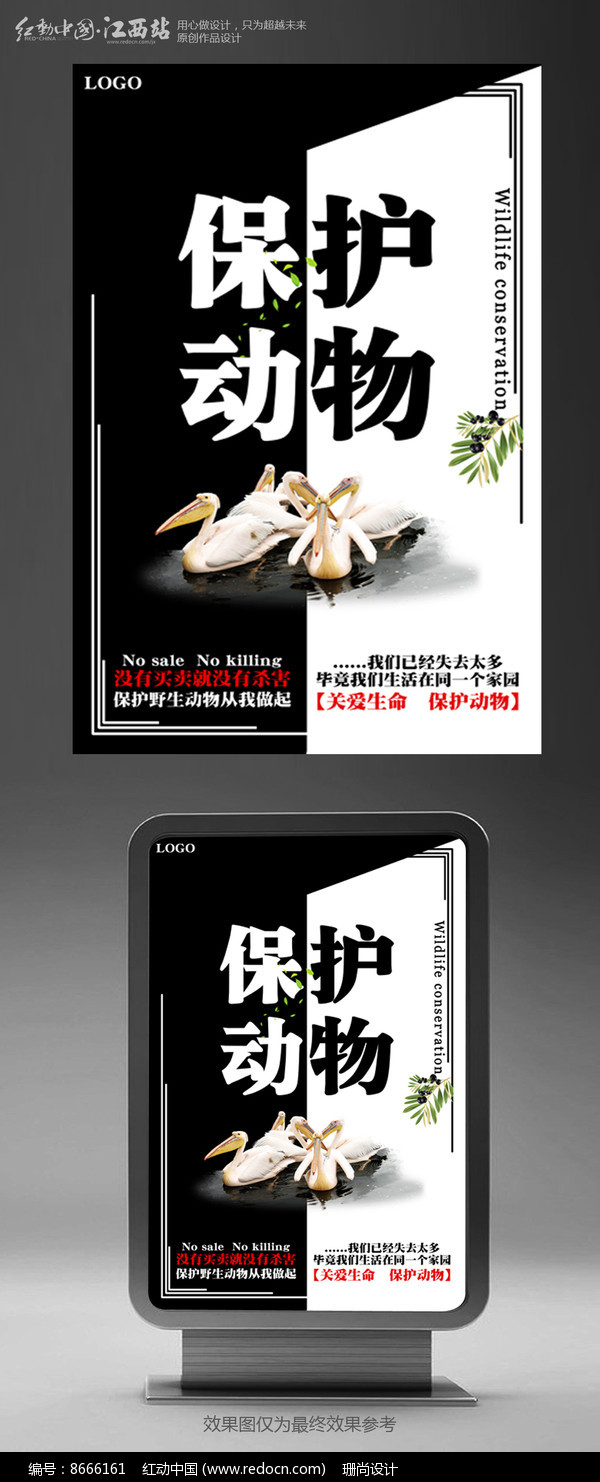 红動中國·江西站
RED*CHINA
www.redocn.com/jx
用心做设计，只为超越未来
原创作品设计
LOGO
保护
动物
Wildlife conservation
No sale No killing
没有买卖就没有杀害
保护野生动物从我做起
......我们已经失去太多
毕竟我们生活在同一个家园
【关爱生命 保护动物】
LOGO
保护
动物
Wildlife conservation
No sale No killing
没有买卖就没有杀害
保护野生动物从我做起
......我们已经失去太多
毕竟我们生活在同一个家园
【关爱生命 保护动物】
效果图仅为最终效果参考
编号：8666161 红动中国 (www.redocn.com) 珊尚设计